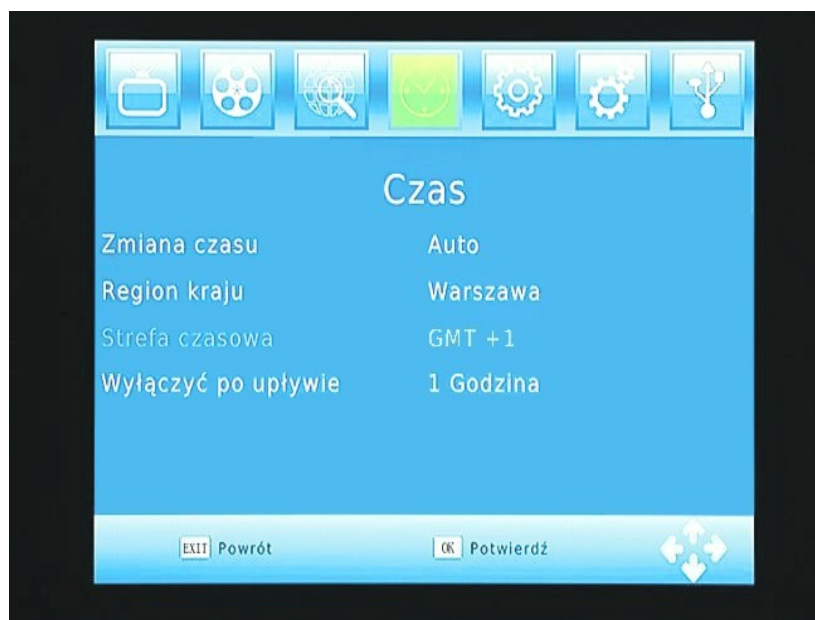 Czas
Zmiana czasu Auto
Region kraju Warszawa
Strefa czasowa GMT +1
Wyłączyć po upływie 1 Godzina
EXIT Powrót OK Potwierdź